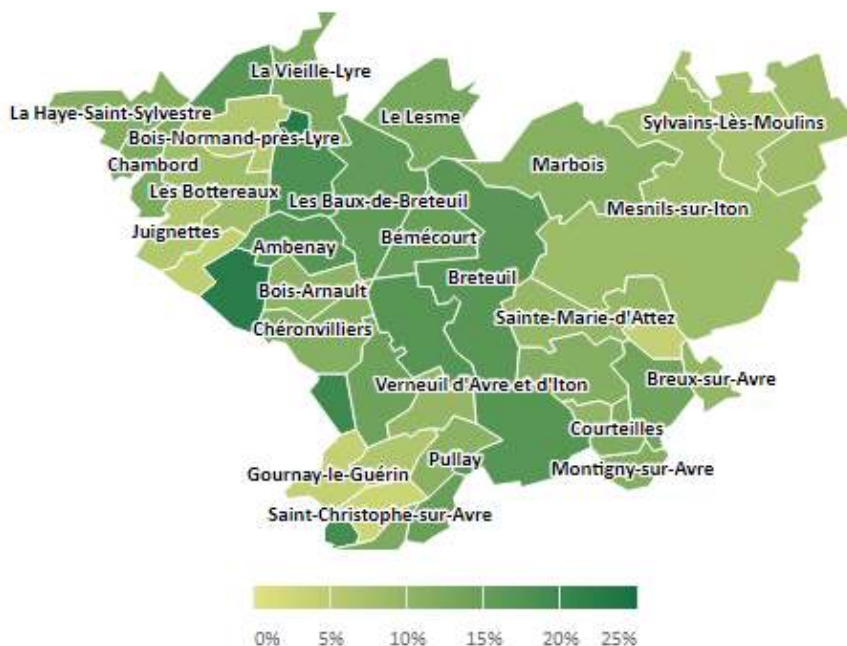 La Vieille-Lyre
La Haye-Saint-Sylvestre
Le Lesme
Sylvains-Lès-Moulins
Bois-Normand-près-Lyre
Chambord
Marbois
Les Bottereaux
Les Baux-de-Breteuil
Mesnils-sur-Iton
Juignettes
Ambenay
Bémécourt
Breteuil
Bois-Arnault
Sainte-Marie-d'Attez
Chéronvilliers
Verneuil d'Avre et d'Iton
Breux-sur-Avre
Courteilles
Pullay
Montigny-sur-Avre
Gournay-le-Guérin
Saint-Christophe-sur-Avre
0% 5% 10% 15% 20% 25%